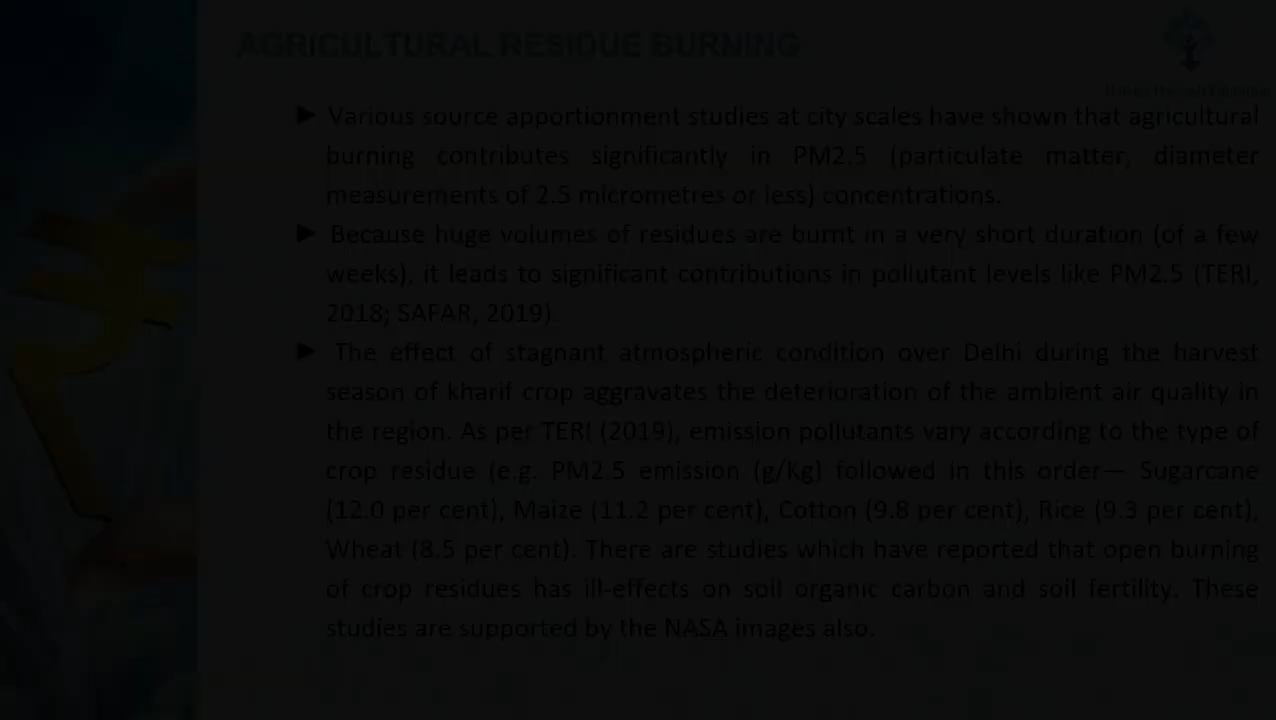 AGRICULTURAL RESIDUE BURNING
► Various source apportionment studies at city scales have shown that agricultural
burning contributes significantly in PM2.5 (particulate matter, diameter
measurements of 2.5 micrometres or less) concentrations.
► Because huge volumes of residues are burnt in a very short duration (of a few
weeks), it leads to significant contributions in pollutant levels like PM2.5 (TERI,
2018; SAFAR, 2019)
► The effect of stagnant atmospheric condition over Delhi during the harvest
season of kharif crop aggravates the deterioration of the ambient air quality in
the region. As per TERI (2019), emission pollutants vary according to the type of
crop residue (e.g. PM2.5 emission (g/Kg) followed in this order— Sugarcane
(12.0 per cent), Maize (11.2 per cent), Cotton (9.8 per cent), Rice (9.3 per cent),
Wheat (8.5 per cent). There are studies which have reported that open burning
of crop residues has ill-effects on soil organic carbon and soil fertility. These
studies are supported by the NASA images also.